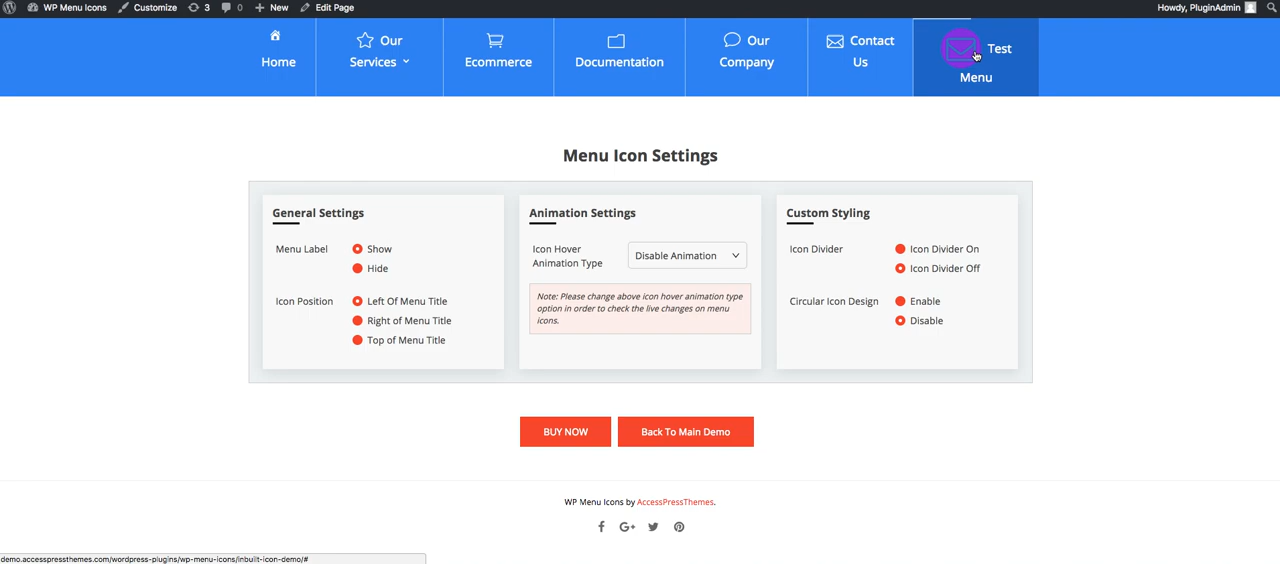 WP Menu Icons Customize 3 0 New Edit Page Howdy, PluginAdmin
Home
Our
Services
Ecommerce
Documentation
Our
Company
Contact
Us
Test
Menu
Menu Icon Settings
General Settings
Menu Label Show
Hide
Icon Position Left Of Menu Title
Right of Menu Title
Top of Menu Title
Animation Settings
Icon Hover
Animation Type
Disable Animation
Note: Please change above icon hover animation type
option in order to check the live changes on menu
icons.
Custom Styling
Icon Divider Icon Divider On
Icon Divider Off
Circular Icon Design Enable
Disable
BUY NOW Back To Main Demo
WP Menu Icons by AccessPressThemes.
demo.accesspressthemes.com/wordpress-plugins/wp-menu-icons/inbuilt-icon-demo/#